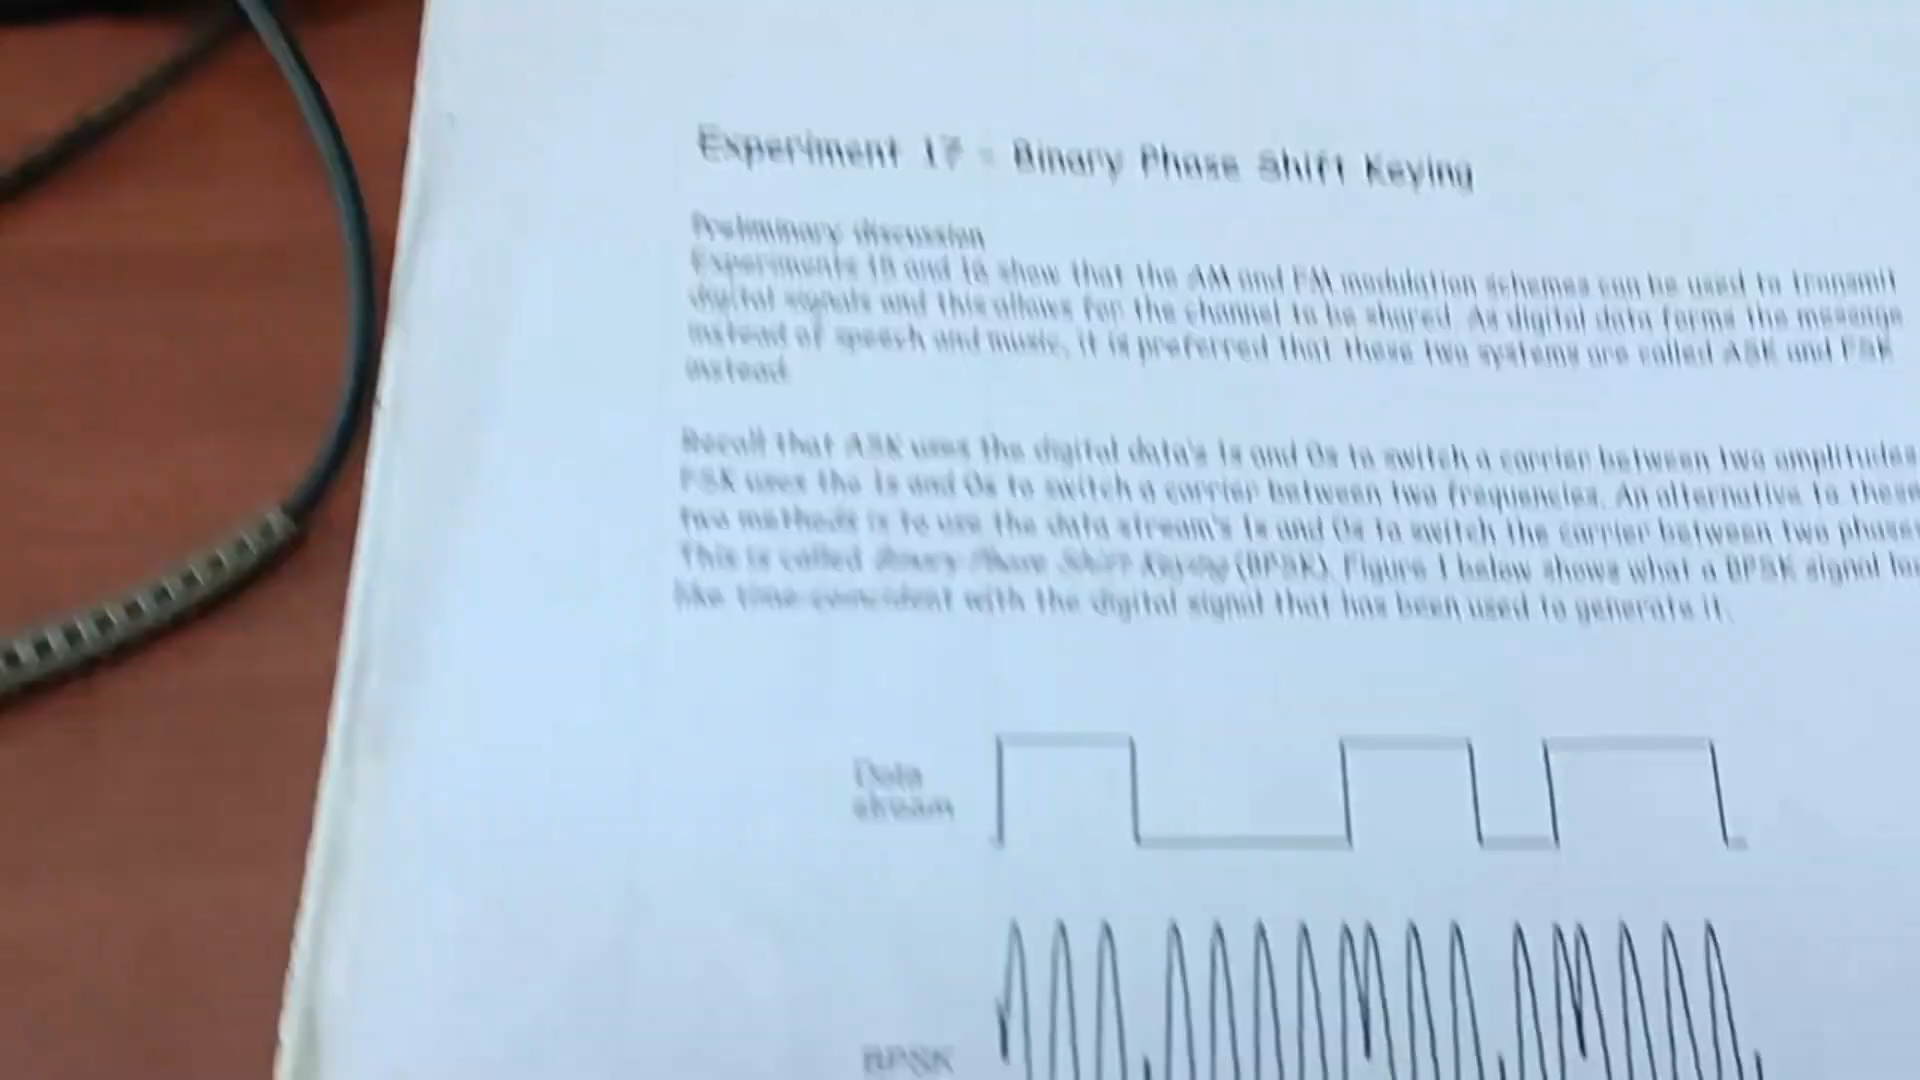 Experiment 17 - Binary Phase Shift Keying
Preliminary discussion
Experiments 15 and 16 show that the AM and FM modulation schemes can be used to transmit
digital signals and this allows for the channel to be shared. As digital data forms the message
instead of speech and music, it is preferred that these two systems are called ASK and FSK
instead.
Recall that ASK uses the digital data's 1s and 0s to switch a carrier between two amplitudes
FSK uses the 1s and 0s to switch a carrier between two frequencies. An alternative to these
two methods is to use the data stream's 1s and 0s to switch the carrier between two phases
This is called Binary Phase Shift Keying (BPSK). Figure 1 below shows what a BPSK signal
like time-coincident with the digital signal that has been used to generate it.
Data
stream
BPSK